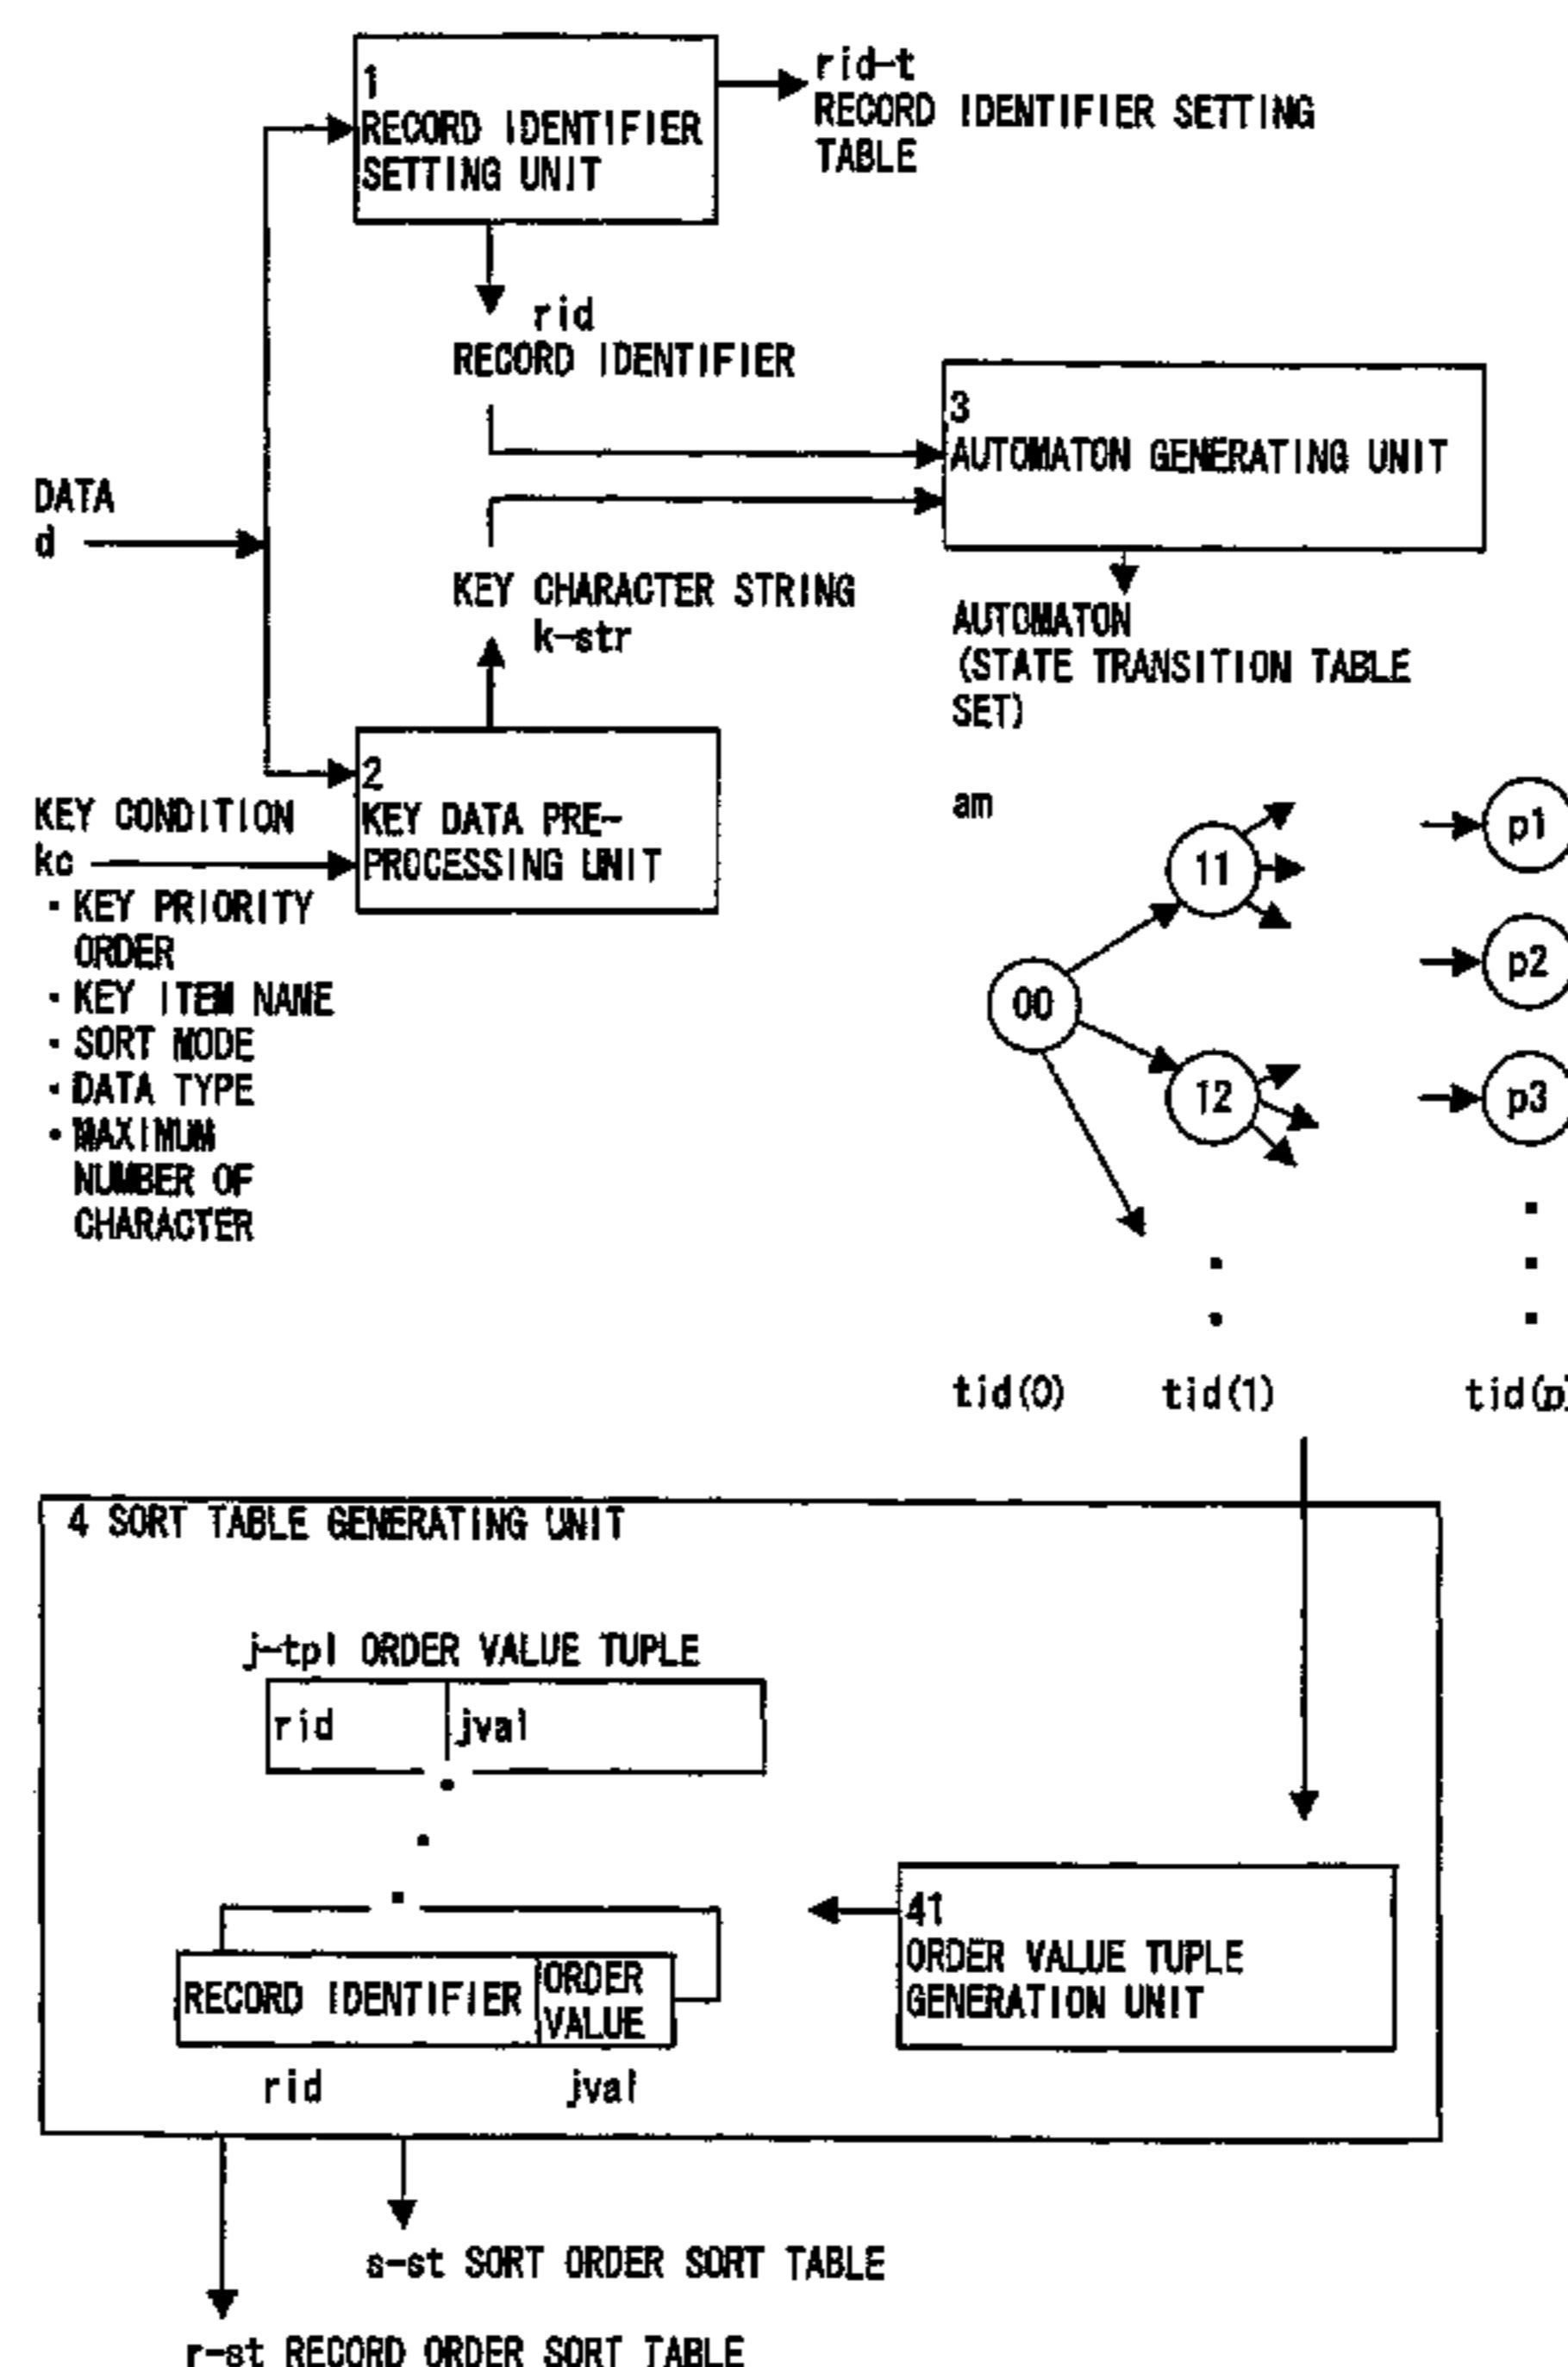 1
RECORD IDENTIFIER
SETTING UNIT
rid-t
RECORD IDENTIFIER SETTING
TABLE
rid
RECORD IDENTIFIER
3
AUTOMATON GENERATING UNIT
DATA
d
KEY CHARACTER STRING
k-str
AUTOMATON
(STATE TRANSITION TABLE
SET)
2
KEY DATA PRE-
PROCESSING UNIT
KEY CONDITION
kc
· KEY PRIORITY
ORDER
· KEY ITEM NAME
· SORT MODE
· DATA TYPE
· MAXIMUM
NUMBER OF
CHARACTER
am
11
p1
00
p2
12
p3
tid(0) tid(1) tid(p)
4 SORT TABLE GENERATING UNIT
j-tpl ORDER VALUE TUPLE
rid jval
41
ORDER VALUE TUPLE
GENERATION UNIT
RECORD IDENTIFIER
ORDER
VALUE
rid jval
s-st SORT ORDER SORT TABLE
r-st RECORD ORDER SORT TABLE